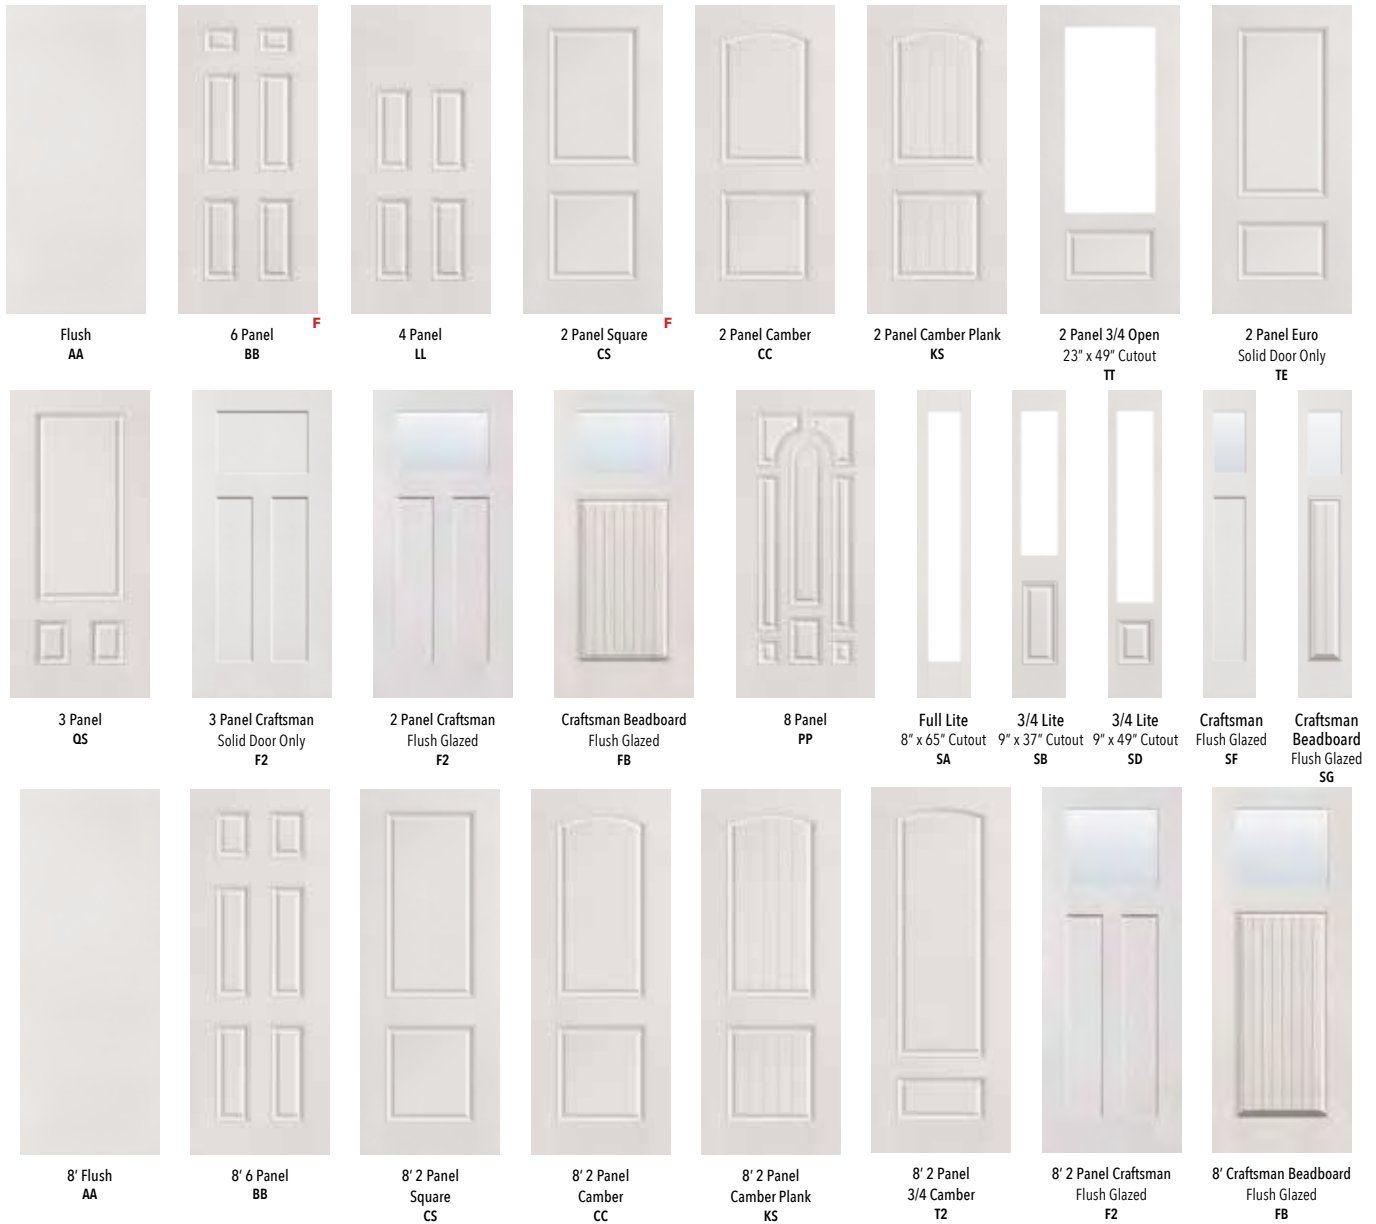 Flush
AA
6 Panel
F
BB
4 Panel
LL
2 Panel Square
F
CS
2 Panel Camber
CC
2 Panel Camber Plank
KS
2 Panel 3/4 Open
23” x 49” Cutout
TT
2 Panel Euro
Solid Door Only
TE
3 Panel
QS
3 Panel Craftsman
Solid Door Only
F2
2 Panel Craftsman
Flush Glazed
F2
Craftsman Beadboard
Flush Glazed
FB
8 Panel
PP
Full Lite
8” x 65” Cutout
SA
3/4 Lite
9” x 37” Cutout
SB
3/4 Lite
9” x 49” Cutout
SD
Craftsman
Flush Glazed
SF
Craftsman
Beadboard
Flush Glazed
SG
8’ Flush
AA
8’ 6 Panel
BB
8’ 2 Panel
Square
CS
8’ 2 Panel
Camber
CC
8’ 2 Panel
Camber Plank
KS
8’ 2 Panel
3/4 Camber
T2
8’ 2 Panel Craftsman
Flush Glazed
F2
8’ Craftsman Beadboard
Flush Glazed
FB